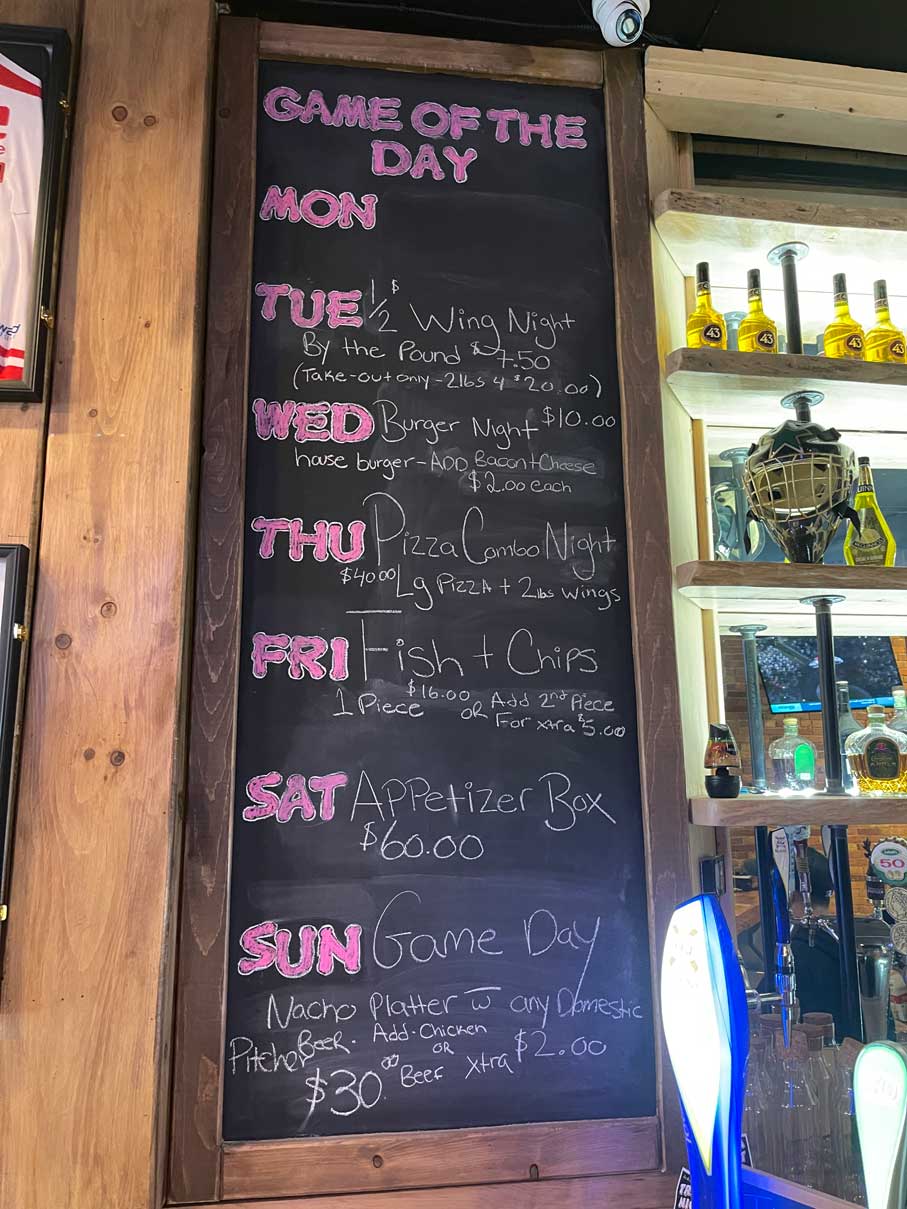 GAME OF THE
DAY
MON
TUE 1/2 $ Wing Night
By the Pound $7.50
(Take-out only - 2lbs 4 $20.00)
WED Burger Night $10.00
house burger - ADD Bacon + Cheese
$2.00 each
THU Pizza Combo Night
$40.00 Lg Pizza + 2lbs wings
FRI Fish + Chips
1 Piece $16.00 OR Add 2nd Piece
For xtra $5.00
SAT Appetizer Box
$60.00
SUN Game Day
Nacho Platter w any Domestic
Pitcher Beer. Add. Chicken
OR
Beef xtra $2.00
$30.00
43
43
43
43
50